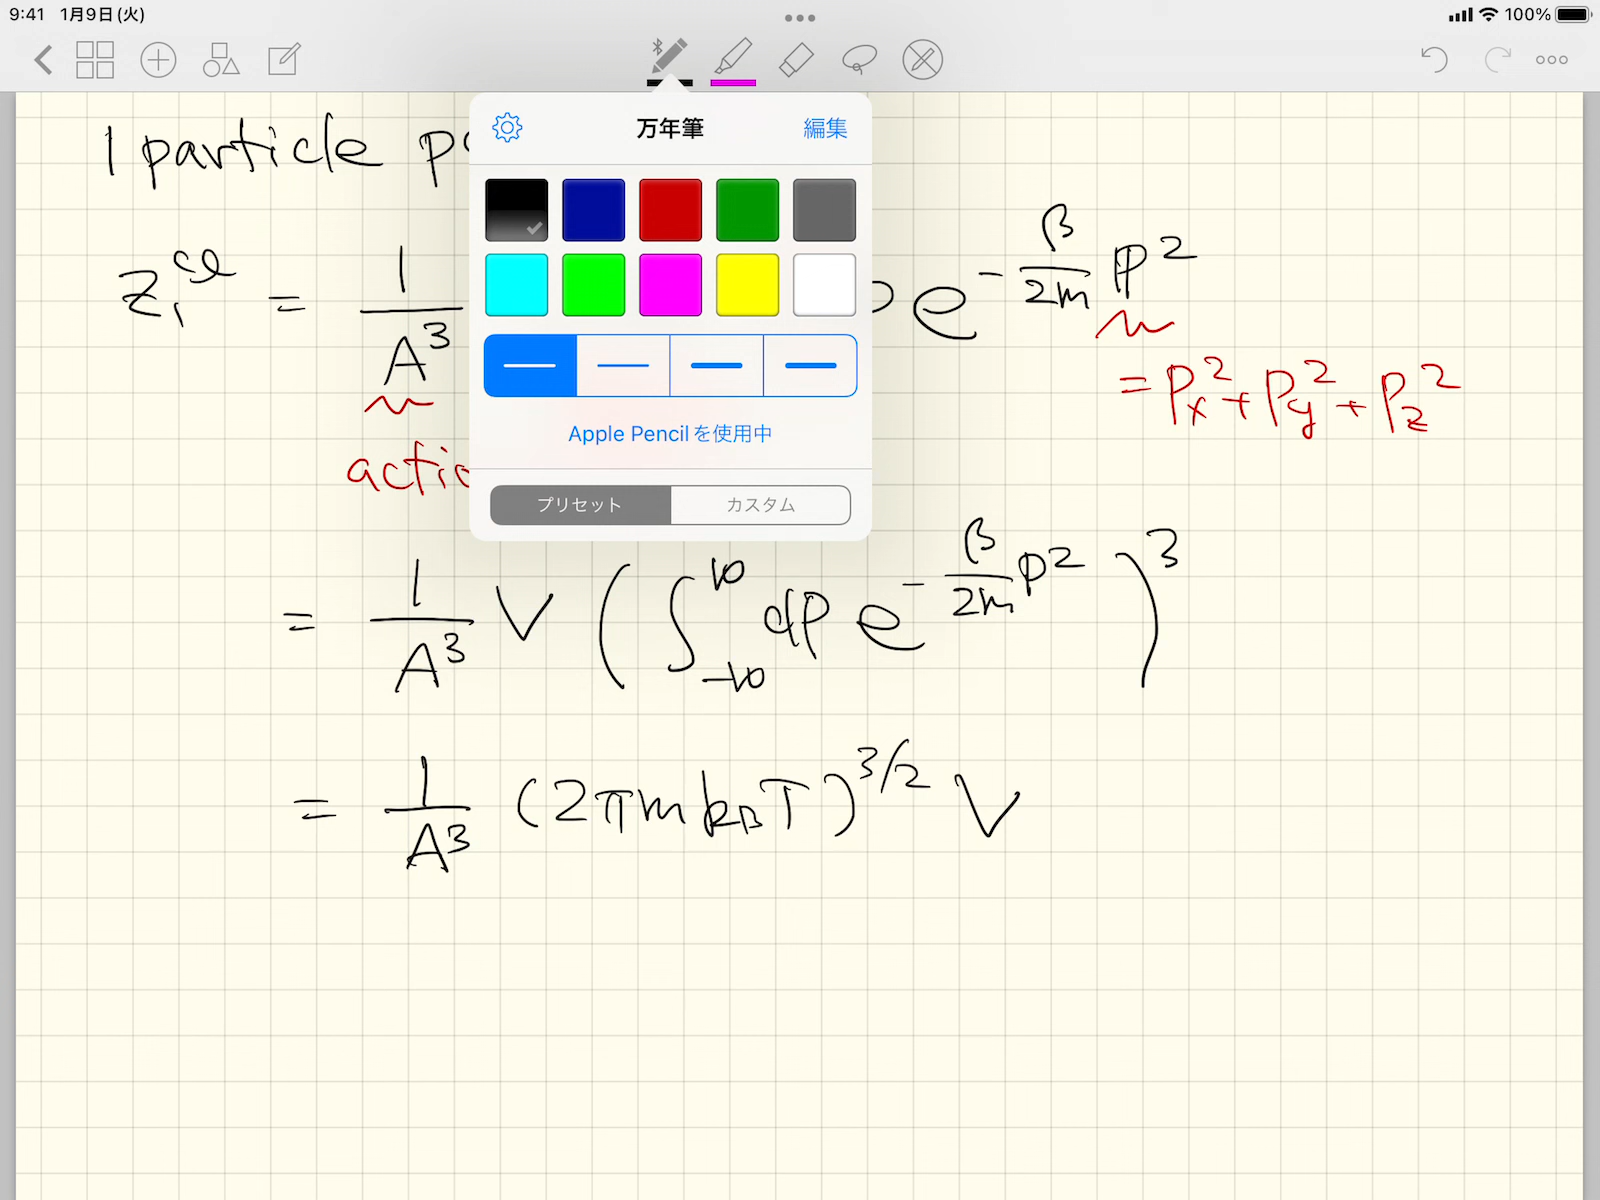 9:41 1月9日(火) 100%
万年筆 編集
1 particle p
Z₁ᶜˡ = 1/A³ e^(-β/2m ℙ²)
= Px² + Py² + Pz²
actio
Apple Pencilを使用中
プリセット カスタム
= 1/A³ V ( ∫_{-∞}^{∞} dP e^(-β/2m P²) )³
= 1/A³ (2πmkBT)^(3/2) V